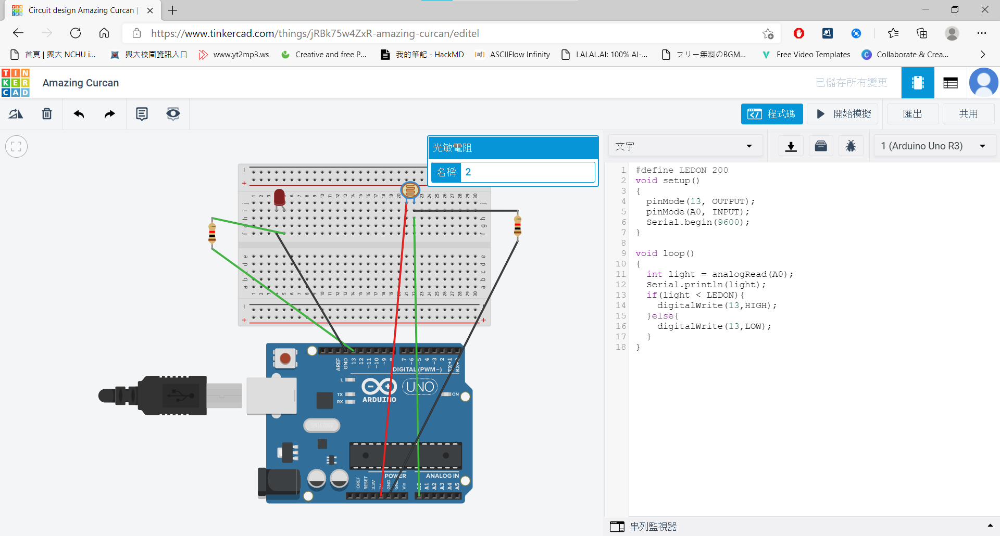 Circuit design Amazing Curcan |
https://www.tinkercad.com/things/jRBk75w4ZxR-amazing-curcan/editel
首頁 | 興大 NCHU i...
興大校園資訊入口
www.yt2mp3.ws
Creative and free P...
我的筆記 - HackMD
ASCIIFlow Infinity
LALAL.AI: 100% AI-...
フリー無料のBGM...
Free Video Templates
Collaborate & Crea...
TINKERCAD
Amazing Curcan
已儲存所有變更
程式碼
開始模擬
匯出
共用
光敏電阻
名稱 2
文字
1 (Arduino Uno R3)
1 #define LEDON 200
2 void setup()
3 {
4 pinMode(13, OUTPUT);
5 pinMode(A0, INPUT);
6 Serial.begin(9600);
7 }
8
9 void loop()
10 {
11 int light = analogRead(A0);
12 Serial.println(light);
13 if(light < LEDON){
14 digitalWrite(13,HIGH);
15 }else{
16 digitalWrite(13,LOW);
17 }
18 }
AREF GND 13 12 ~11 ~10 ~9 8 7 ~6 ~5 4 ~3 2 TX→1
DIGITAL (PWM~)
L
TX
RX
ARDUINO
UNO
ON
POWER
ANALOG IN
IOREF RESET 3.3V GND Vin A1 A2 A3 A4 A5
串列監視器